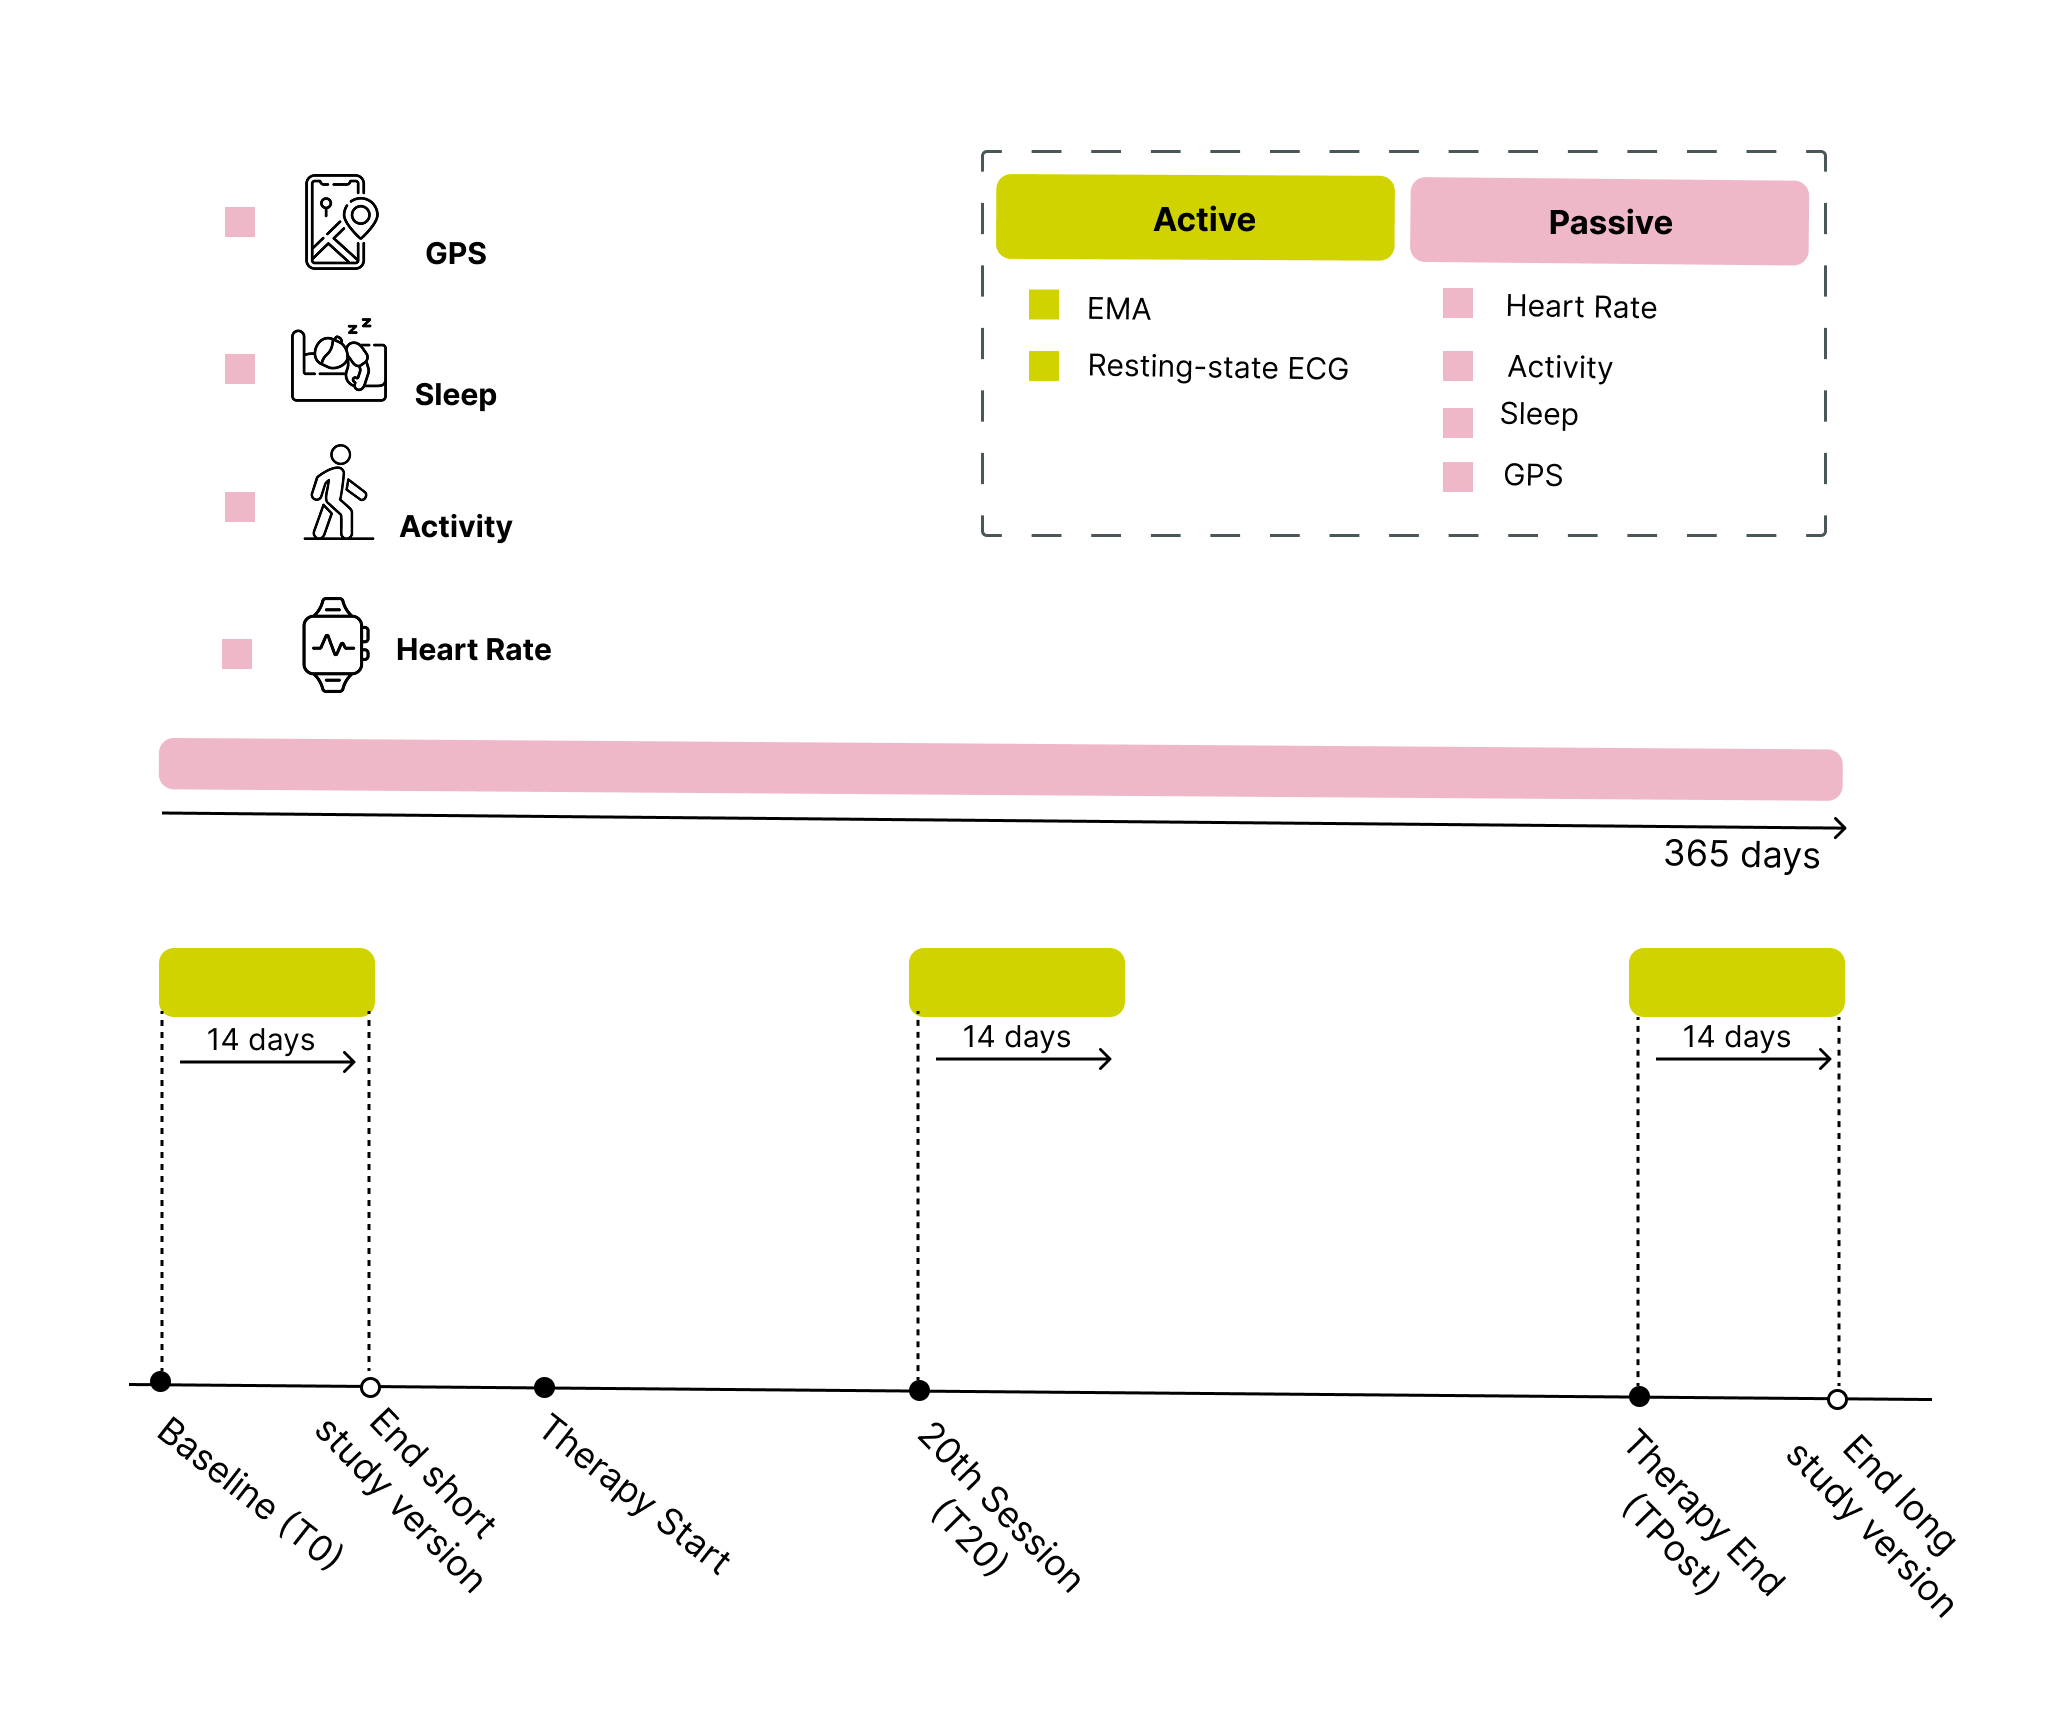 GPS
Sleep
Activity
Heart Rate
Active
Passive
EMA
Resting-state ECG
Heart Rate
Activity
Sleep
GPS
365 days
14 days
14 days
14 days
Baseline (T0)
End short
study version
Therapy Start
20th Session
(T20)
Therapy End
(TPost)
End long
study version